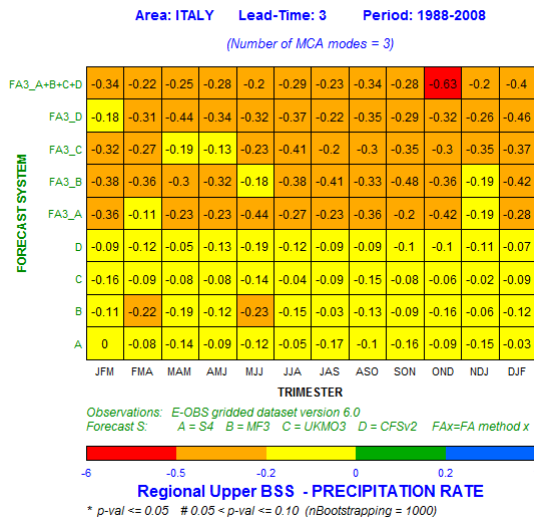 Area: ITALY Lead-Time: 3 Period: 1988-2008
(Number of MCA modes = 3)
FORECAST SYSTEM
FA3_A+B+C+D -0.34 -0.22 -0.25 -0.28 -0.2 -0.29 -0.23 -0.34 -0.28 -0.63 -0.2 -0.4
FA3_D -0.18 -0.31 -0.44 -0.34 -0.32 -0.37 -0.22 -0.35 -0.29 -0.32 -0.26 -0.46
FA3_C -0.32 -0.27 -0.19 -0.13 -0.23 -0.41 -0.2 -0.3 -0.35 -0.3 -0.35 -0.37
FA3_B -0.38 -0.36 -0.3 -0.32 -0.18 -0.38 -0.41 -0.33 -0.48 -0.36 -0.19 -0.42
FA3_A -0.36 -0.11 -0.23 -0.23 -0.44 -0.27 -0.23 -0.36 -0.2 -0.42 -0.19 -0.28
D -0.09 -0.12 -0.05 -0.13 -0.19 -0.12 -0.09 -0.09 -0.1 -0.1 -0.11 -0.07
C -0.16 -0.09 -0.08 -0.08 -0.14 -0.04 -0.09 -0.15 -0.08 -0.06 -0.02 -0.09
B -0.11 -0.22 -0.19 -0.12 -0.23 -0.15 -0.03 -0.13 -0.09 -0.16 -0.06 -0.12
A 0 -0.08 -0.14 -0.09 -0.12 -0.05 -0.17 -0.1 -0.16 -0.09 -0.15 -0.03
JFM FMA MAM AMJ MJJ JJA JAS ASO SON OND NDJ DJF
TRIMESTER
Observations: E-OBS gridded dataset version 6.0
Forecast S: A = S4 B = MF3 C = UKMO3 D = CFSv2 FAx=FA method x
-6 -0.5 -0.2 0 0.2
Regional Upper BSS - PRECIPITATION RATE
* p-val <= 0.05 # 0.05 < p-val <= 0.10 (nBootstrapping = 1000)